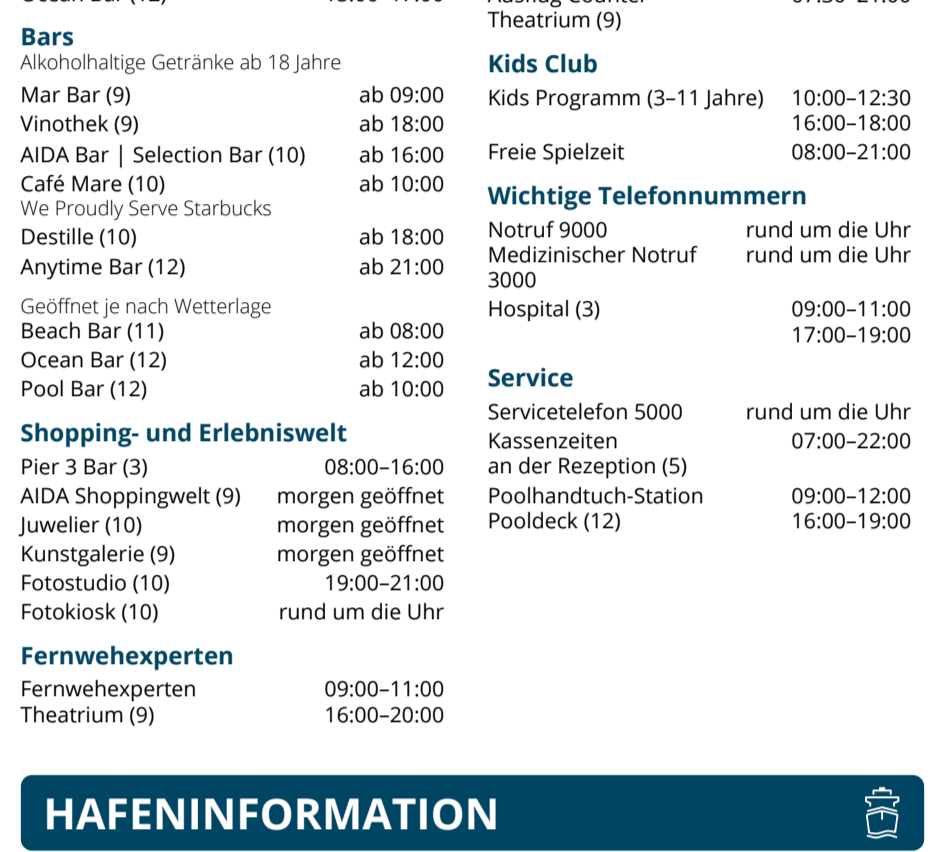 Bars
Alkoholhaltige Getränke ab 18 Jahre
Mar Bar (9) ab 09:00
Vinothek (9) ab 18:00
AIDA Bar | Selection Bar (10) ab 16:00
Café Mare (10) ab 10:00
We Proudly Serve Starbucks
Destille (10) ab 18:00
Anytime Bar (12) ab 21:00
Geöffnet je nach Wetterlage
Beach Bar (11) ab 08:00
Ocean Bar (12) ab 12:00
Pool Bar (12) ab 10:00
Shopping- und Erlebniswelt
Pier 3 Bar (3) 08:00–16:00
AIDA Shoppingwelt (9) morgen geöffnet
Juwelier (10) morgen geöffnet
Kunstgalerie (9) morgen geöffnet
Fotostudio (10) 19:00–21:00
Fotokiosk (10) rund um die Uhr
Fernwehexperten
Fernwehexperten 09:00–11:00
Theatrium (9) 16:00–20:00
Theatrium (9)
Kids Club
Kids Programm (3–11 Jahre) 10:00–12:30
16:00–18:00
Freie Spielzeit 08:00–21:00
Wichtige Telefonnummern
Notruf 9000 rund um die Uhr
Medizinischer Notruf rund um die Uhr
3000
Hospital (3) 09:00–11:00
17:00–19:00
Service
Servicetelefon 5000 rund um die Uhr
Kassenzeiten 07:00–22:00
an der Rezeption (5)
Poolhandtuch-Station 09:00–12:00
Pooldeck (12) 16:00–19:00
HAFENINFORMATION